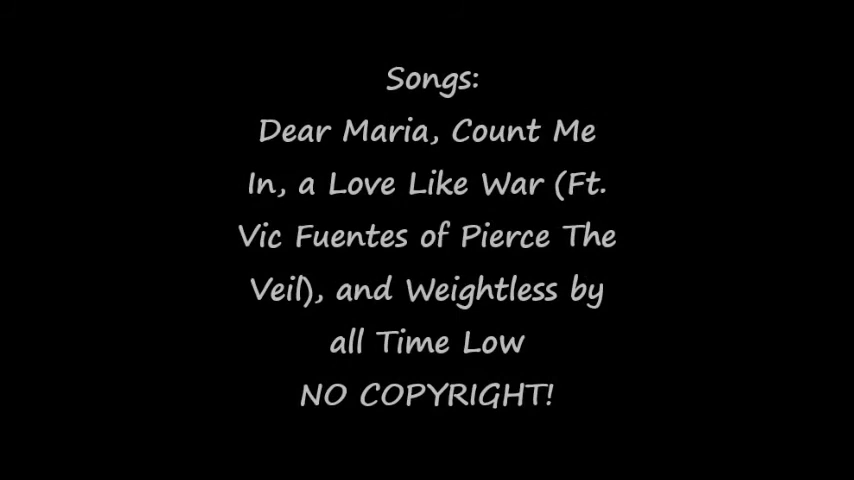 Songs:
Dear Maria, Count Me
In, a Love Like War (Ft.
Vic Fuentes of Pierce The
Veil), and Weightless by
all Time Low
NO COPYRIGHT!